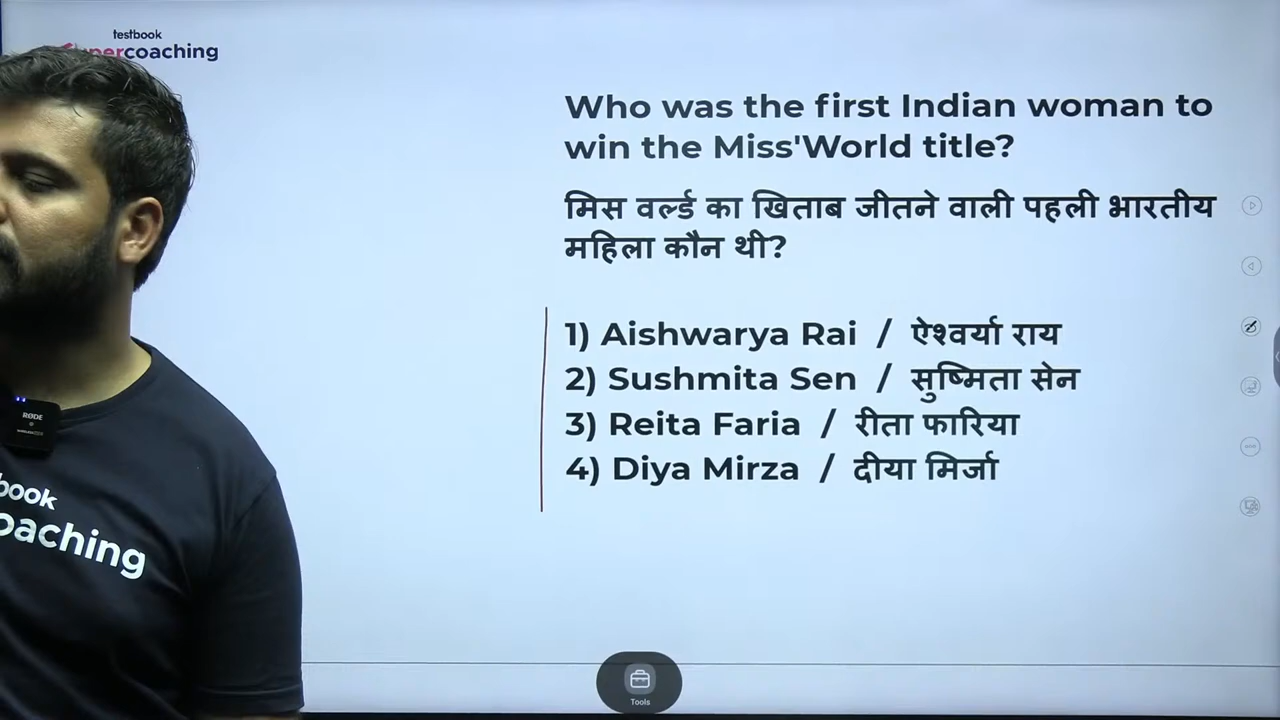 testbook
percoaching
Who was the first Indian woman to
win the Miss'World title?
मिस वर्ल्ड का खिताब जीतने वाली पहली भारतीय
महिला कौन थी?
1) Aishwarya Rai / ऐश्वर्या राय
2) Sushmita Sen / सुष्मिता सेन
3) Reita Faria / रीता फारिया
4) Diya Mirza / दीया मिर्जा
RØDE
book
oaching
Tools